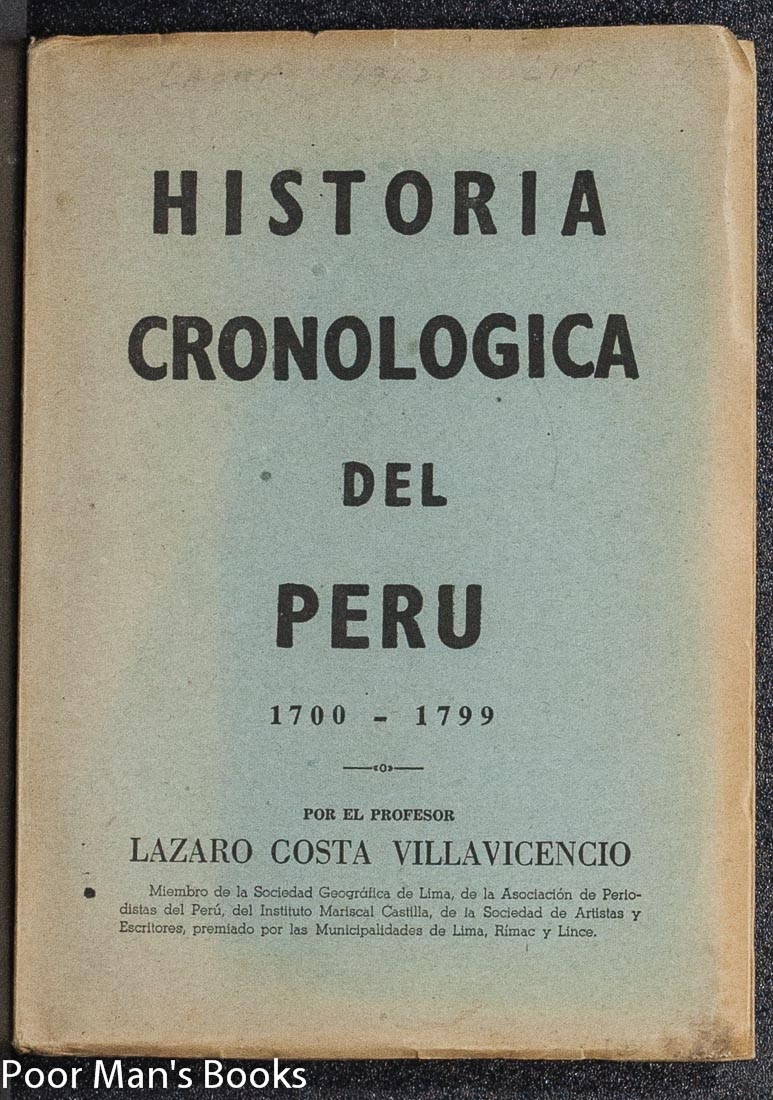 HISTORIA
CRONOLOGICA
DEL
PERU
1700 - 1799
«O»
POR EL PROFESOR
LAZARO COSTA VILLAVICENCIO
Miembro de la Sociedad Geográfica de Lima, de la Asociación de Perio-
distas del Perú, del Instituto Mariscal Castilla, de la Sociedad de Artistas y
Escritores, premiado por las Municipalidades de Lima, Rímac y Lince.
Poor Man's Books